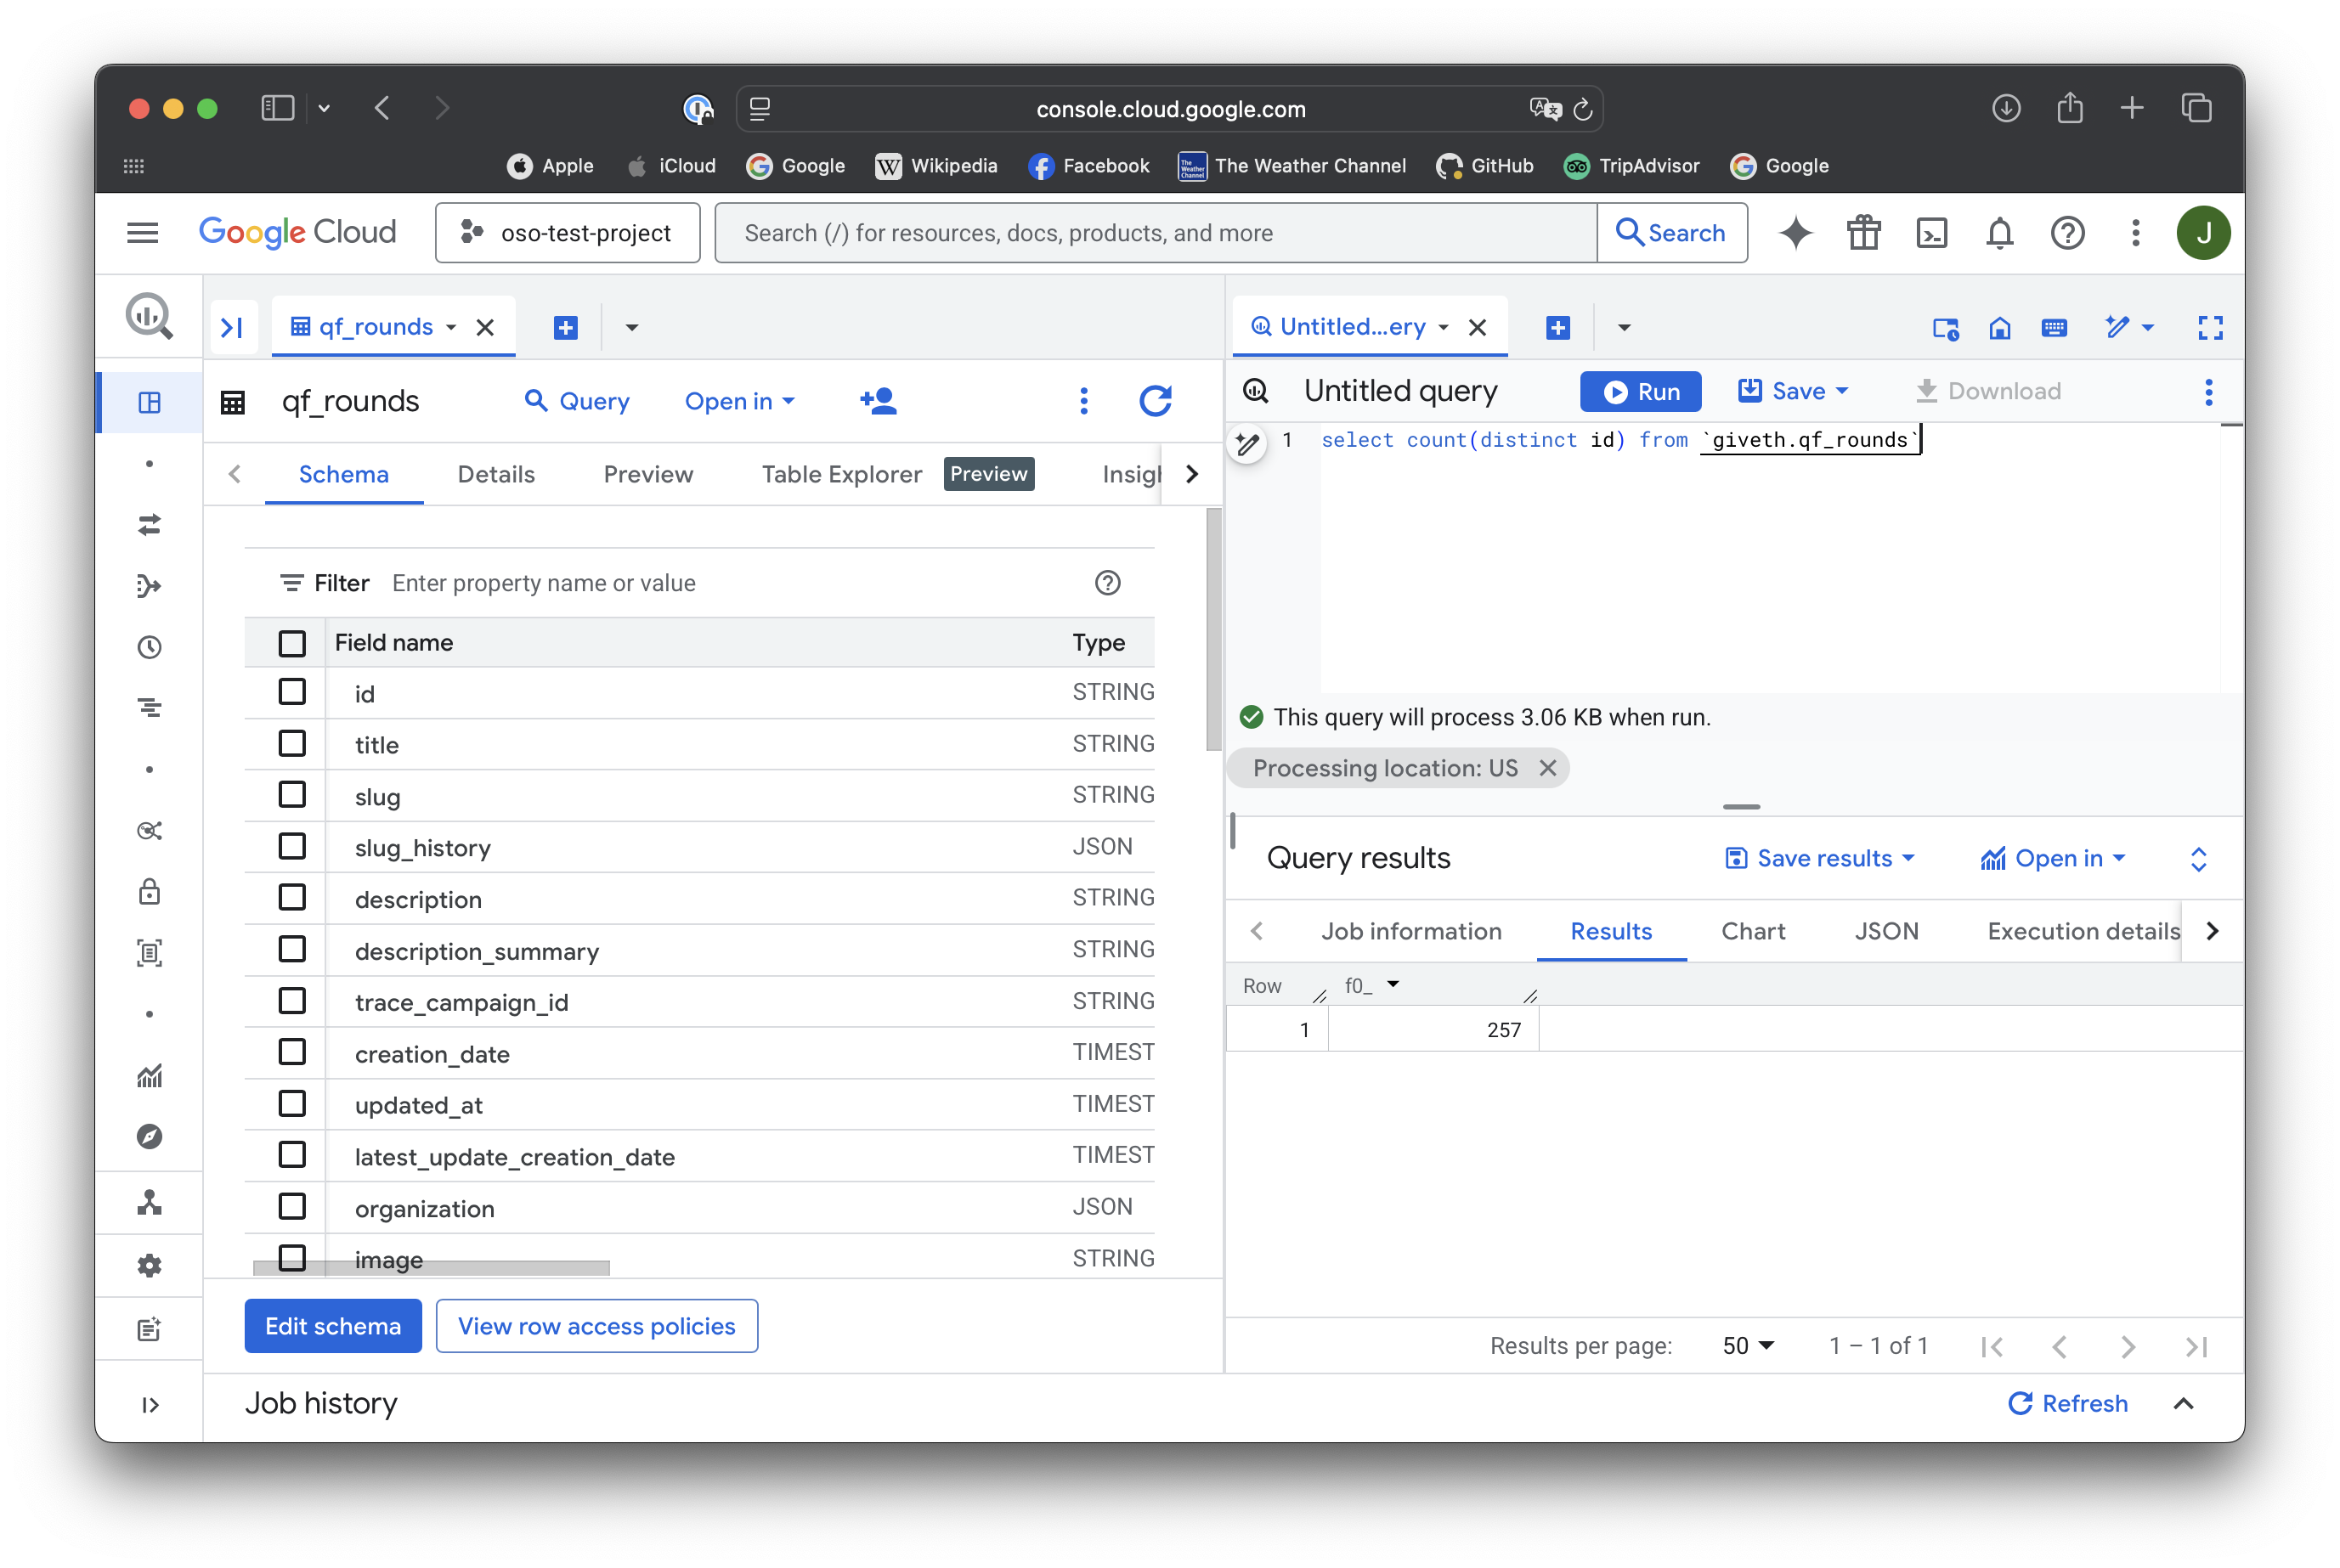 console.cloud.google.com
Apple iCloud Google Wikipedia Facebook The Weather Channel GitHub TripAdvisor Google
Google Cloud oso-test-project Search (/) for resources, docs, products, and more Search J
qf_rounds
qf_rounds Query Open in
Schema Details Preview Table Explorer Preview Insigh
Filter Enter property name or value
Field name Type
id STRING
title STRING
slug STRING
slug_history JSON
description STRING
description_summary STRING
trace_campaign_id STRING
creation_date TIMEST
updated_at TIMEST
latest_update_creation_date TIMEST
organization JSON
image STRING
Edit schema View row access policies
Untitled...ery
Untitled query Run Save Download
1 select count(distinct id) from `giveth.qf_rounds`
This query will process 3.06 KB when run.
Processing location: US
Query results Save results Open in
Job information Results Chart JSON Execution details
Row f0_
1 257
Results per page: 50 1 – 1 of 1
Job history Refresh